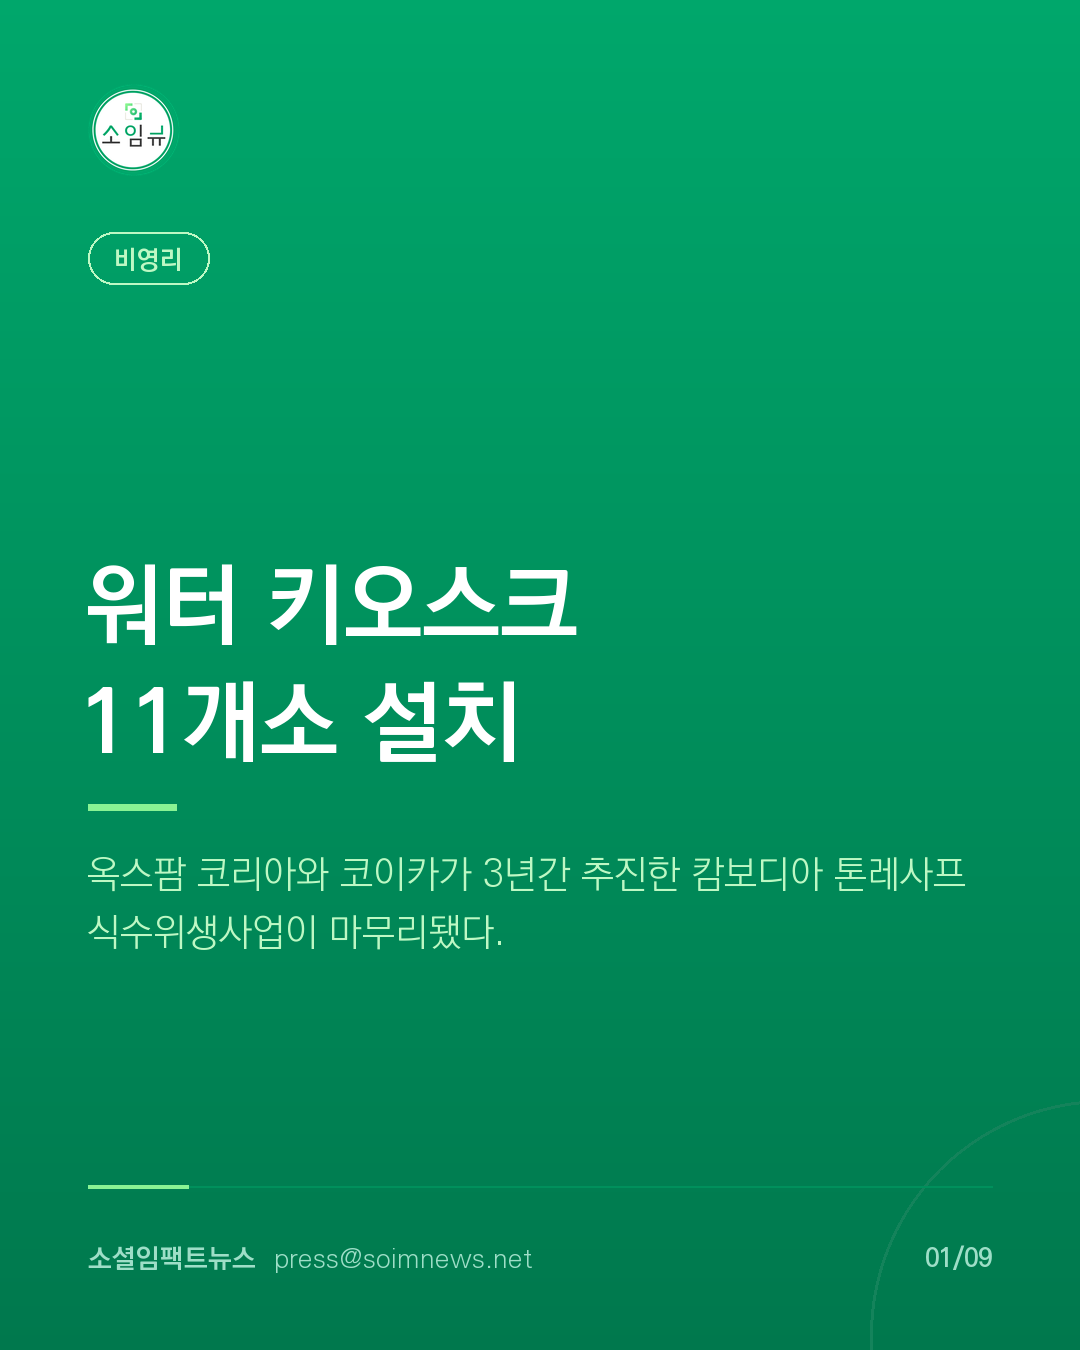 소임뉴
비영리
워터 키오스크
11개소 설치
옥스팜 코리아와 코이카가 3년간 추진한 캄보디아 톤레사프
식수위생사업이 마무리됐다.
소셜임팩트뉴스 press@soimnews.net
01/09